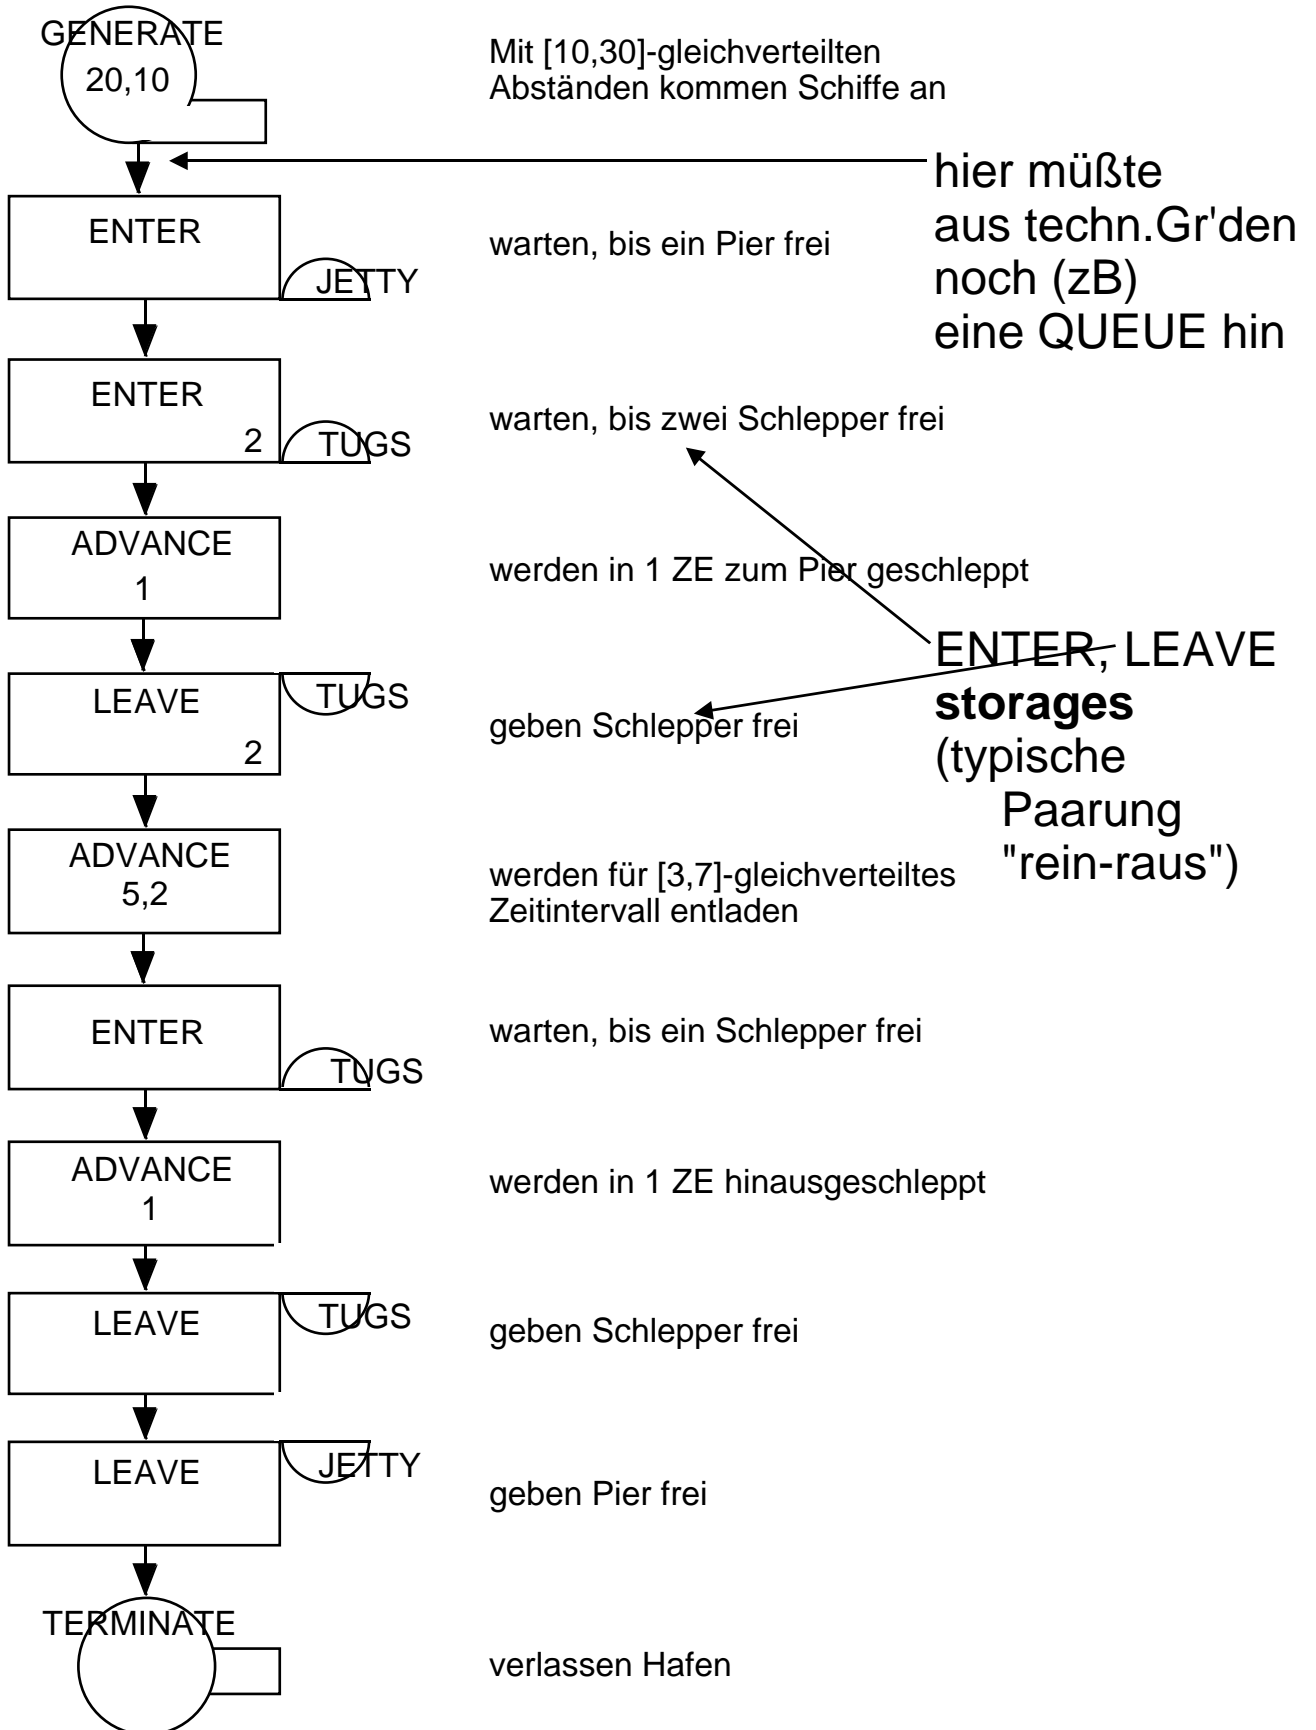 GENERATE
20,10
Mit [10,30]-gleichverteilten
Abständen kommen Schiffe an
hier müßte
aus techn.Gr'den
noch (zB)
eine QUEUE hin
ENTER
JETTY
warten, bis ein Pier frei
ENTER
2
TUGS
warten, bis zwei Schlepper frei
ADVANCE
1
werden in 1 ZE zum Pier geschleppt
ENTER, LEAVE
storages
(typische
Paarung
"rein-raus")
LEAVE
2
TUGS
geben Schlepper frei
ADVANCE
5,2
werden für [3,7]-gleichverteiltes
Zeitintervall entladen
ENTER
TUGS
warten, bis ein Schlepper frei
ADVANCE
1
werden in 1 ZE hinausgeschleppt
LEAVE
TUGS
geben Schlepper frei
LEAVE
JETTY
geben Pier frei
TERMINATE
verlassen Hafen